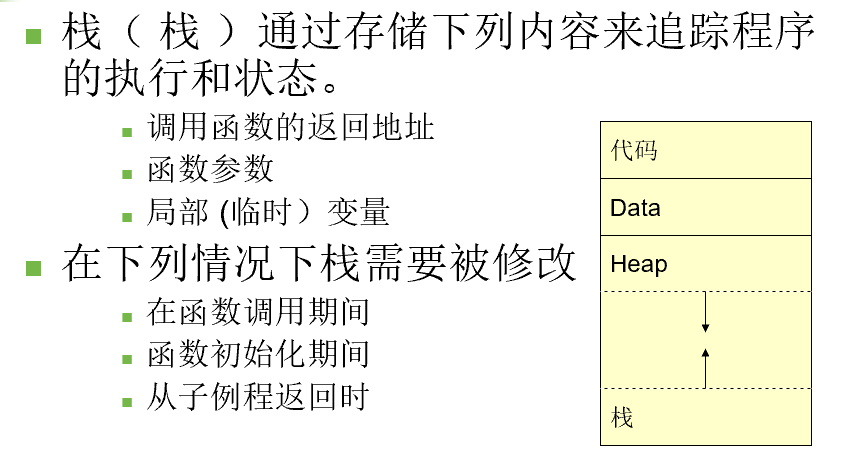 栈（ 栈 ）通过存储下列内容来追踪程序
的执行和状态。
调用函数的返回地址
函数参数
局部 (临时）变量
在下列情况下栈需要被修改
在函数调用期间
函数初始化期间
从子例程返回时
代码
Data
Heap
栈